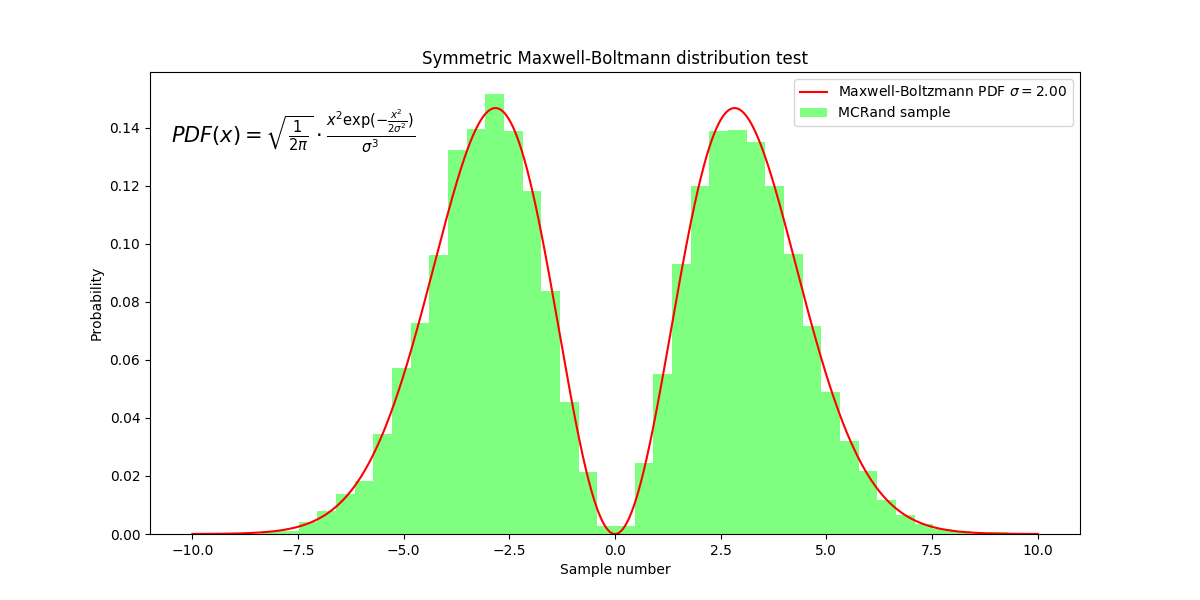 Symmetric Maxwell-Boltmann distribution test
PDF(x) = √(1/2π) · x²exp(−x²/2σ²)/σ³
Maxwell-Boltzmann PDF σ = 2.00
MCRand sample
Probability
0.14
0.12
0.10
0.08
0.06
0.04
0.02
0.00
−10.0 −7.5 −5.0 −2.5 0.0 2.5 5.0 7.5 10.0
Sample number